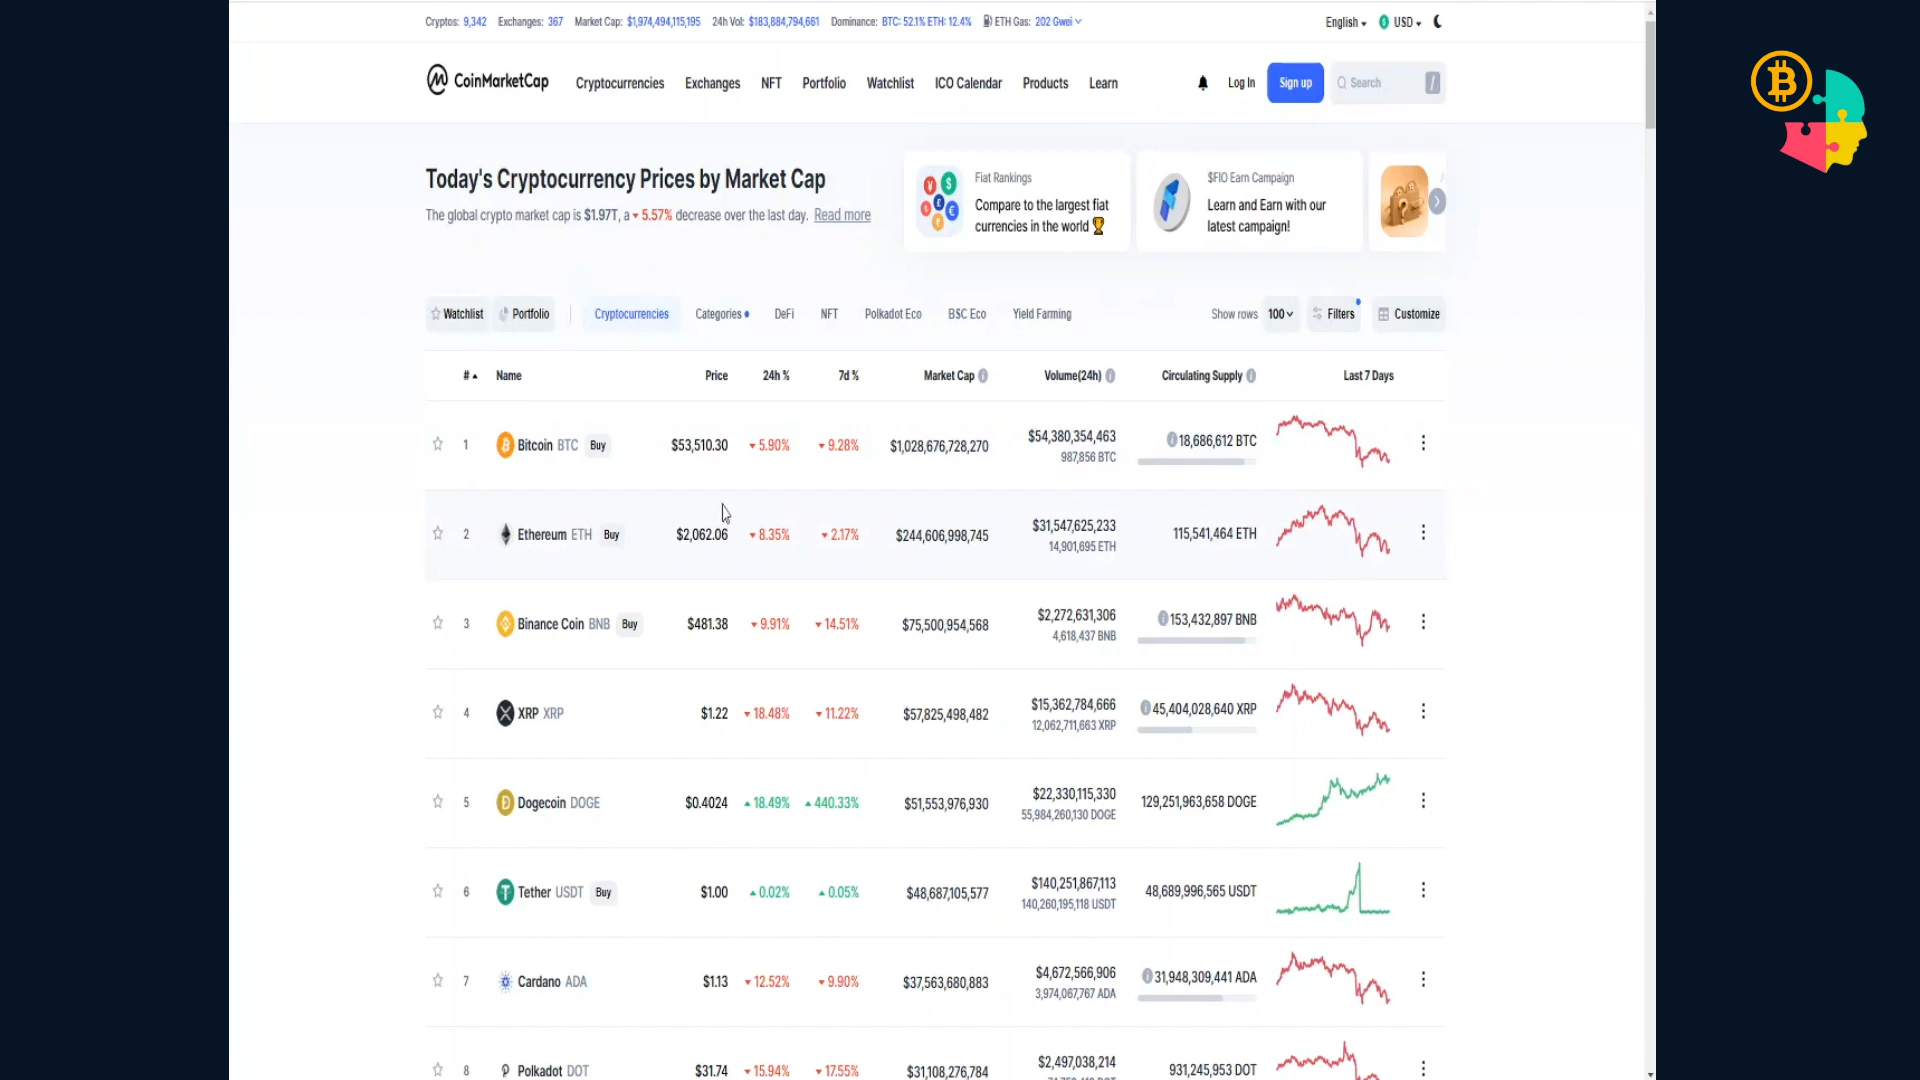 Cryptos: 9,342 Exchanges: 367 Market Cap: $1,974,494,115,195 24h Vol: $183,884,794,661 Dominance: BTC: 52.1% ETH: 12.4% ETH Gas: 202 Gwei English USD
CoinMarketCap Cryptocurrencies Exchanges NFT Portfolio Watchlist ICO Calendar Products Learn Log In Sign up Search /
Today's Cryptocurrency Prices by Market Cap
The global crypto market cap is $1.97T, a 5.57% decrease over the last day. Read more
Fiat Rankings
Compare to the largest fiat
currencies in the world
$FIO Earn Campaign
Learn and Earn with our
latest campaign!
Watchlist Portfolio Cryptocurrencies Categories DeFi NFT Polkadot Eco BSC Eco Yield Farming Show rows 100 Filters Customize
# Name Price 24h % 7d % Market Cap Volume(24h) Circulating Supply Last 7 Days
1 Bitcoin BTC Buy $53,510.30 5.90% 9.28% $1,028,676,728,270 $54,380,354,463 18,686,612 BTC
987,856 BTC
2 Ethereum ETH Buy $2,062.06 8.35% 2.17% $244,606,998,745 $31,547,625,233 115,541,464 ETH
14,901,695 ETH
3 Binance Coin BNB Buy $481.38 9.91% 14.51% $75,500,954,568 $2,272,631,306 153,432,897 BNB
4,618,437 BNB
4 XRP XRP $1.22 18.48% 11.22% $57,825,498,482 $15,362,784,666 45,404,028,640 XRP
12,062,711,663 XRP
5 Dogecoin DOGE $0.4024 18.49% 440.33% $51,553,976,930 $22,330,115,330 129,251,963,658 DOGE
55,984,260,130 DOGE
6 Tether USDT Buy $1.00 0.02% 0.05% $48,687,105,577 $140,251,867,113 48,689,996,565 USDT
140,260,195,118 USDT
7 Cardano ADA $1.13 12.52% 9.90% $37,563,680,883 $4,672,566,906 31,948,309,441 ADA
3,974,067,767 ADA
8 Polkadot DOT $31.74 15.94% 17.55% $31,108,276,784 $2,497,038,214 931,245,953 DOT